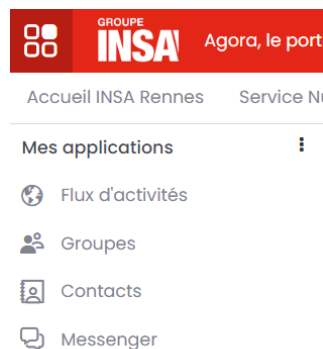 GROUPE
INSA
Agora, le port
Accueil INSA Rennes
Service Nu
Mes applications
Flux d'activités
Groupes
Contacts
Messenger